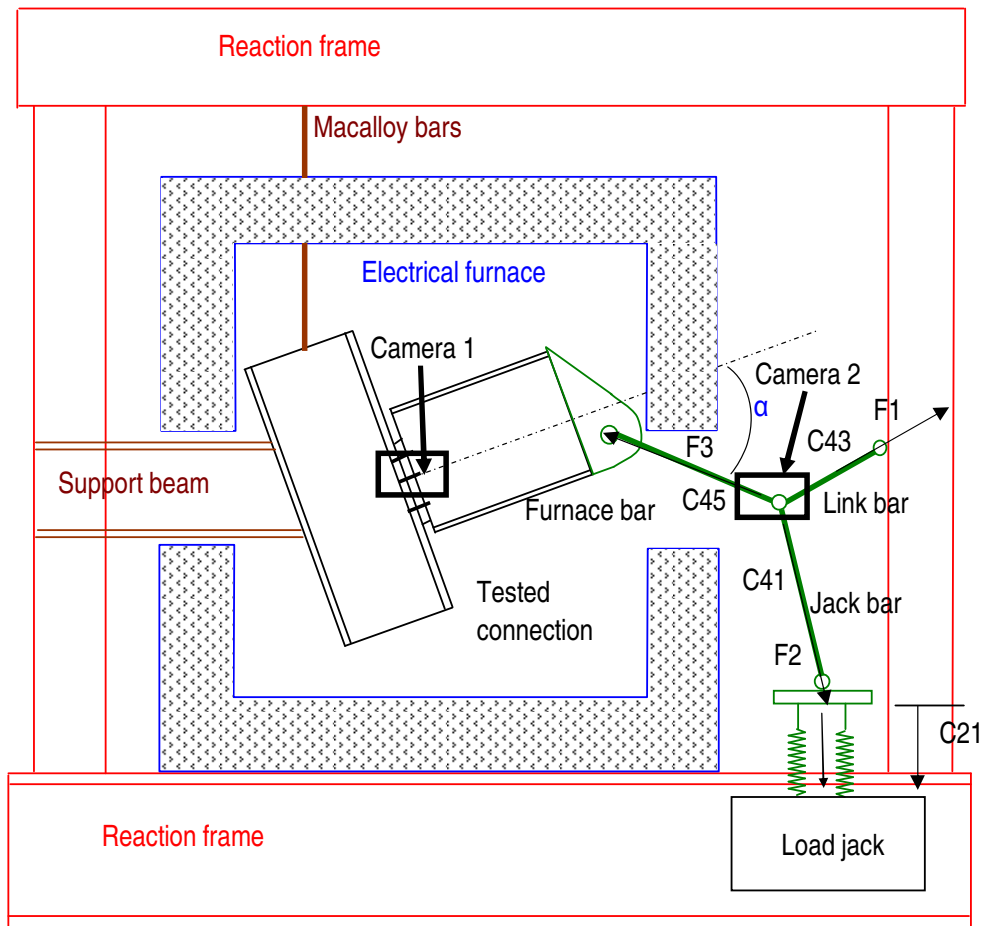 Reaction frame
Macalloy bars
Electrical furnace
Camera 1
Camera 2
α
F1
F3
C43
Support beam
C45
Link bar
Furnace bar
C41
Tested
connection
Jack bar
F2
C21
Reaction frame
Load jack